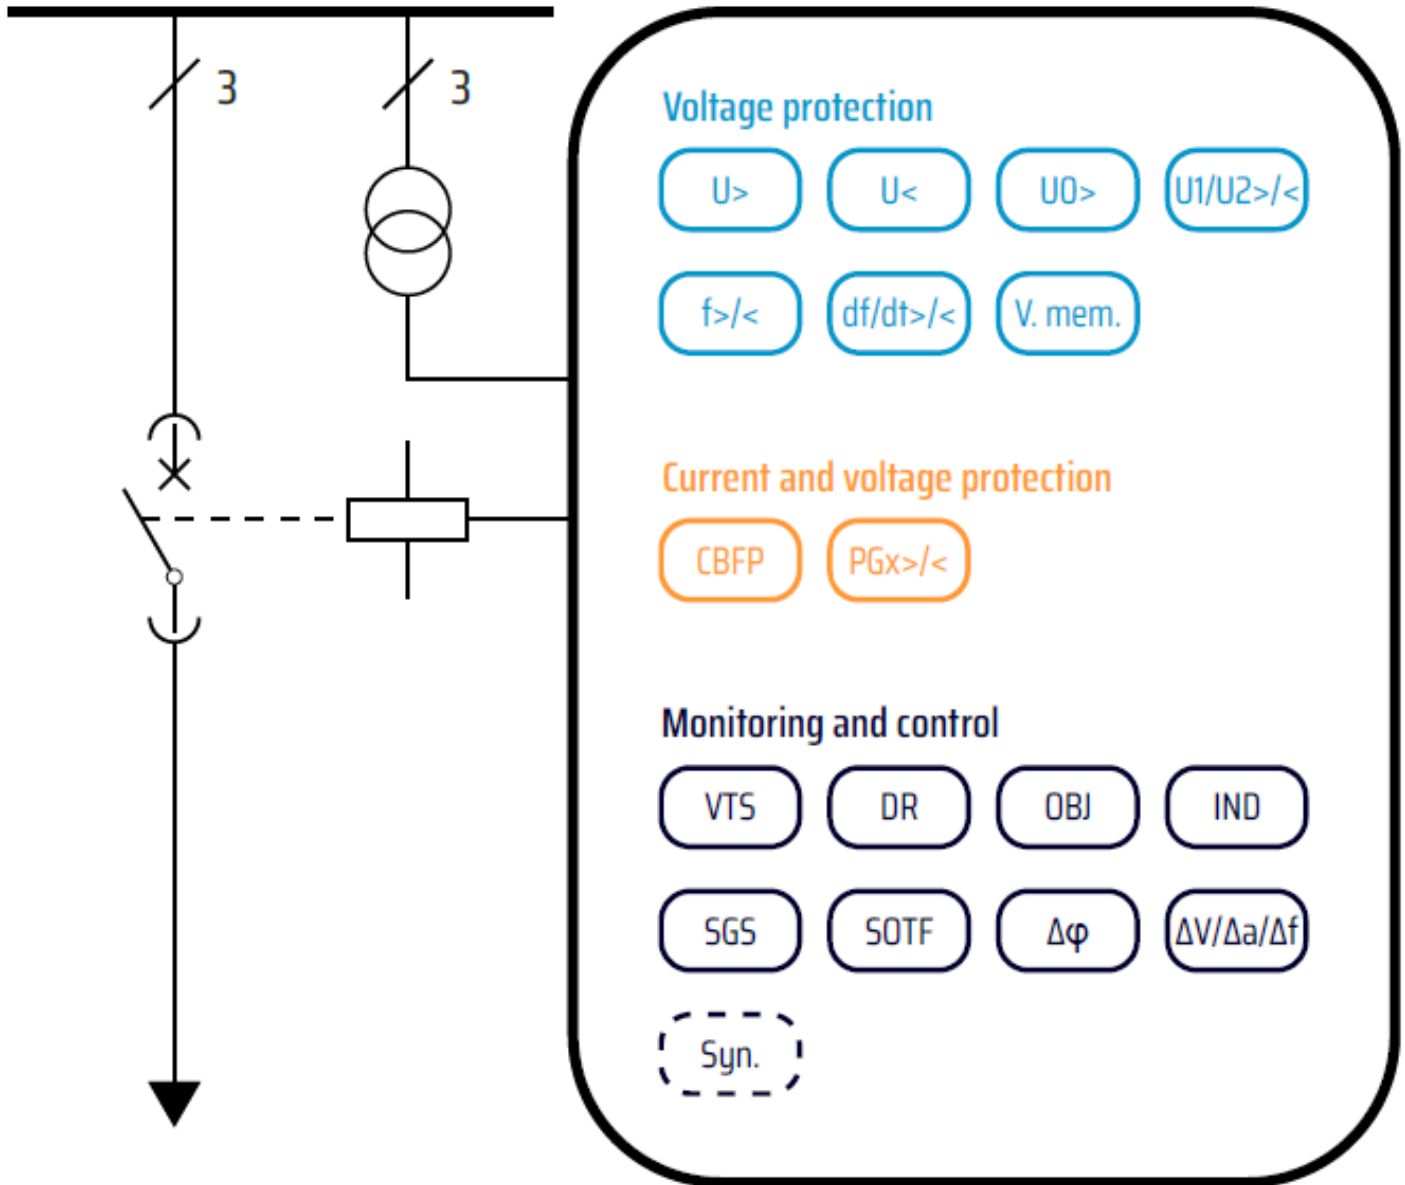 3 3
Voltage protection
U> U< U0> U1/U2>/<
f>/< df/dt>/< V. mem.
Current and voltage protection
CBFP PGx>/<
Monitoring and control
VTS DR OBJ IND
SGS SOTF Δφ ΔV/Δa/Δf
Syn.